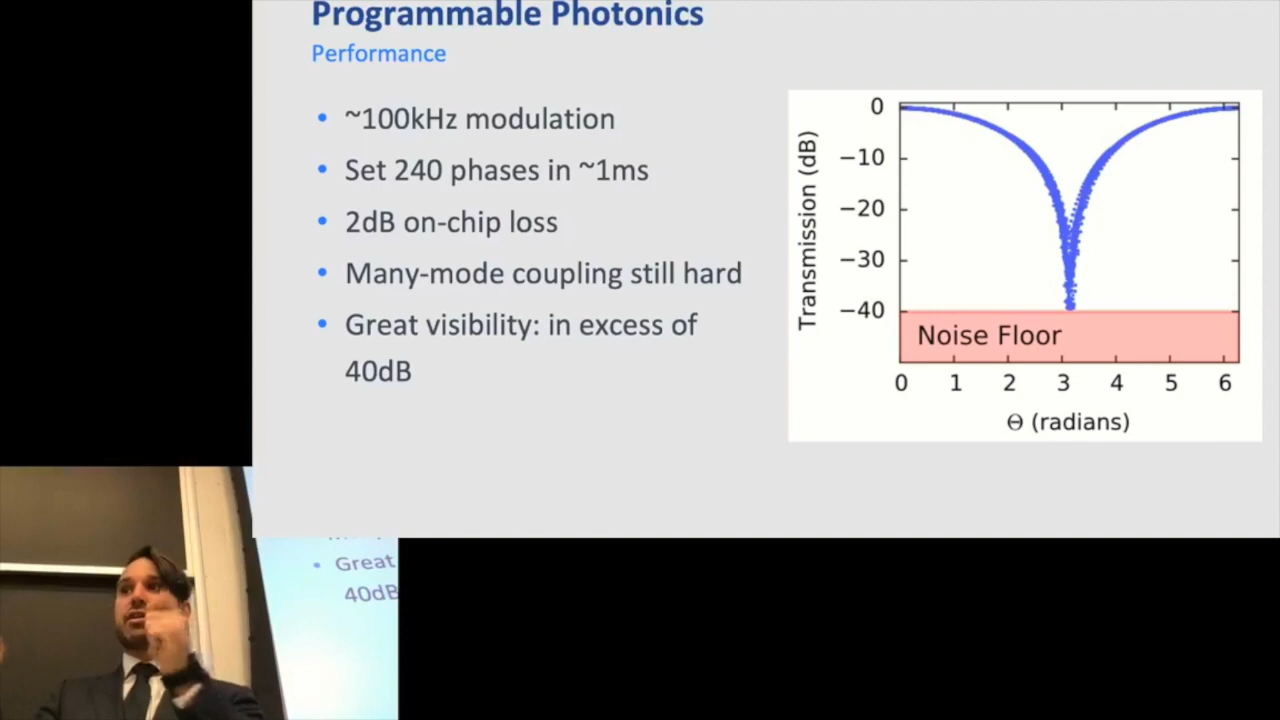 Programmable Photonics
Performance
• ~100kHz modulation
• Set 240 phases in ~1ms
• 2dB on-chip loss
• Many-mode coupling still hard
• Great visibility: in excess of
40dB
Transmission (dB)
0
−10
−20
−30
−40
Noise Floor
0 1 2 3 4 5 6
Θ (radians)
• Great
40dB